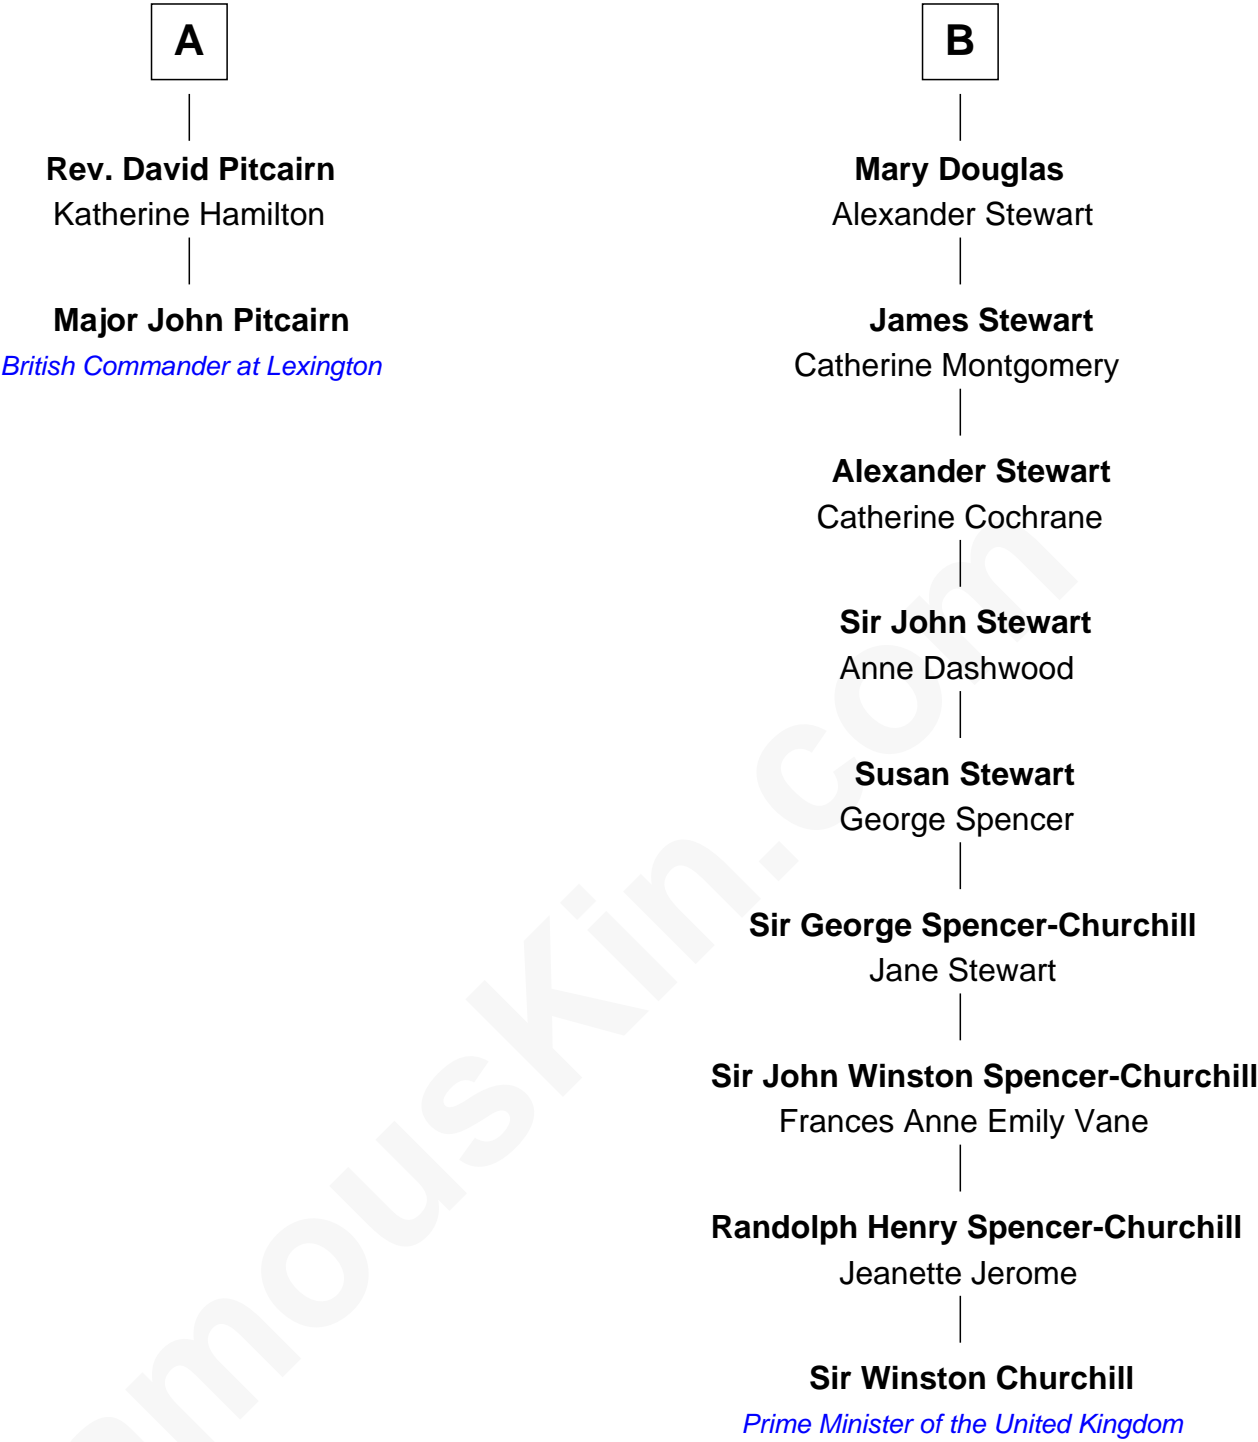 A
Rev. David Pitcairn
Katherine Hamilton
Major John Pitcairn
British Commander at Lexington
B
Mary Douglas
Alexander Stewart
James Stewart
Catherine Montgomery
Alexander Stewart
Catherine Cochrane
Sir John Stewart
Anne Dashwood
Susan Stewart
George Spencer
Sir George Spencer-Churchill
Jane Stewart
Sir John Winston Spencer-Churchill
Frances Anne Emily Vane
Randolph Henry Spencer-Churchill
Jeanette Jerome
Sir Winston Churchill
Prime Minister of the United Kingdom
amouskin.com